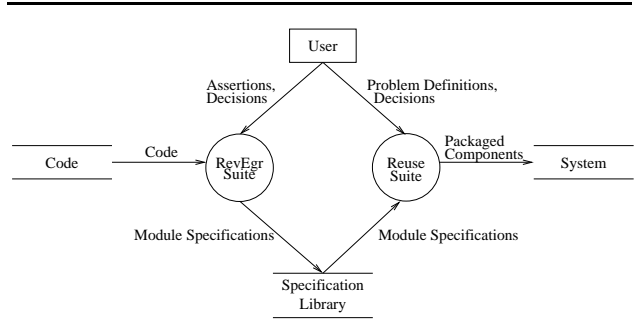 User
Assertions,
Decisions
Problem Definitions,
Decisions
Code
Code
RevEgr
Suite
Reuse
Suite
Packaged
Components
System
Module Specifications
Module Specifications
Specification
Library